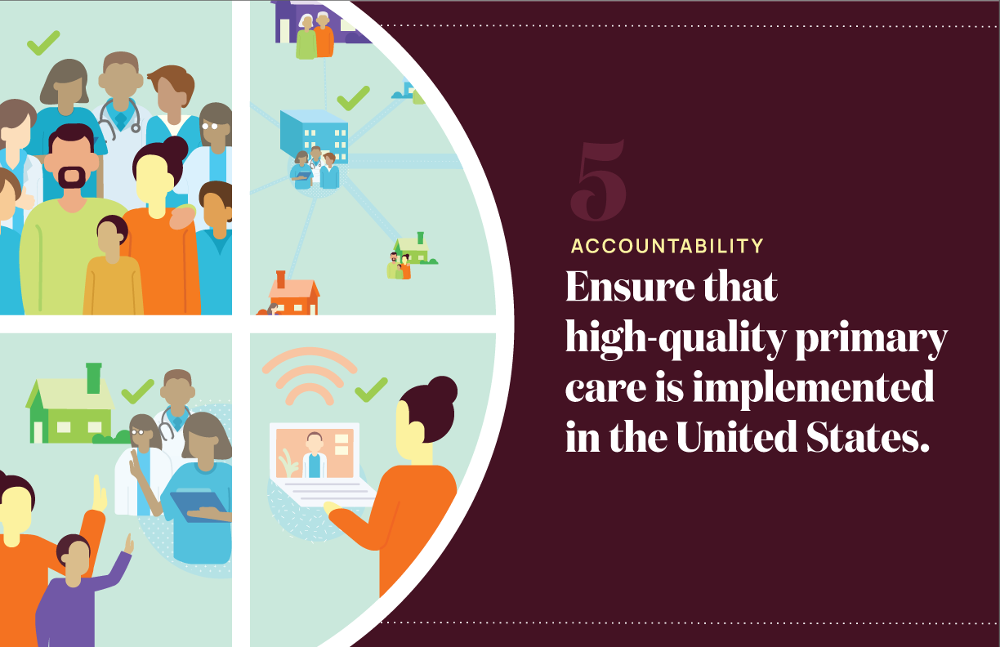 5
ACCOUNTABILITY
Ensure that
high-quality primary
care is implemented
in the United States.